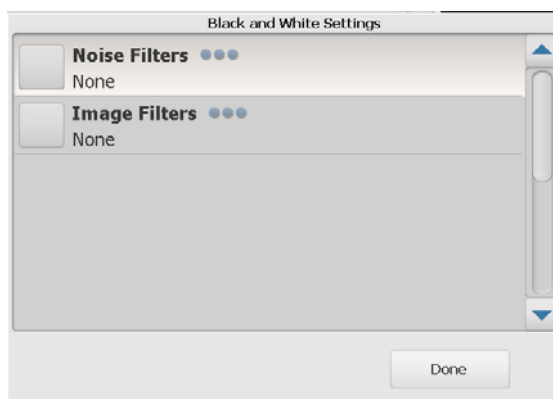 Black and White Settings
Noise Filters
None
Image Filters
None
Done